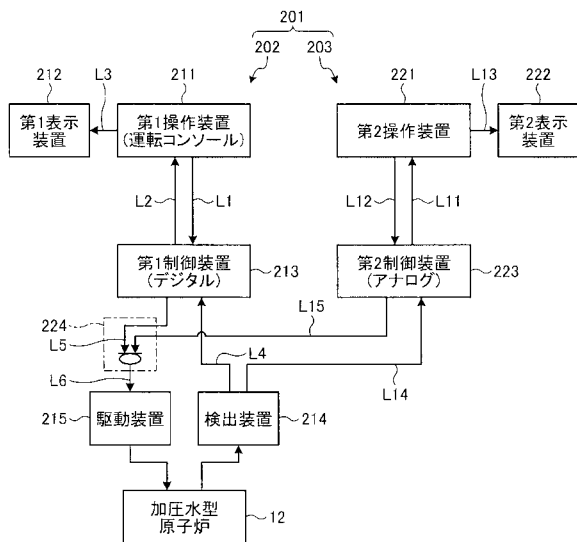 201
202 203
212 L3 211 221 L13 222
第1表示
装置
第1操作装置
(運転コンソール)
第2操作装置
第2表示
装置
L2 L1 L12 L11
第1制御装置
(デジタル)
213
第2制御装置
(アナログ)
223
224
L15
L5
L4
L6
L14
215
駆動装置
検出装置
214
加圧水型
原子炉
12